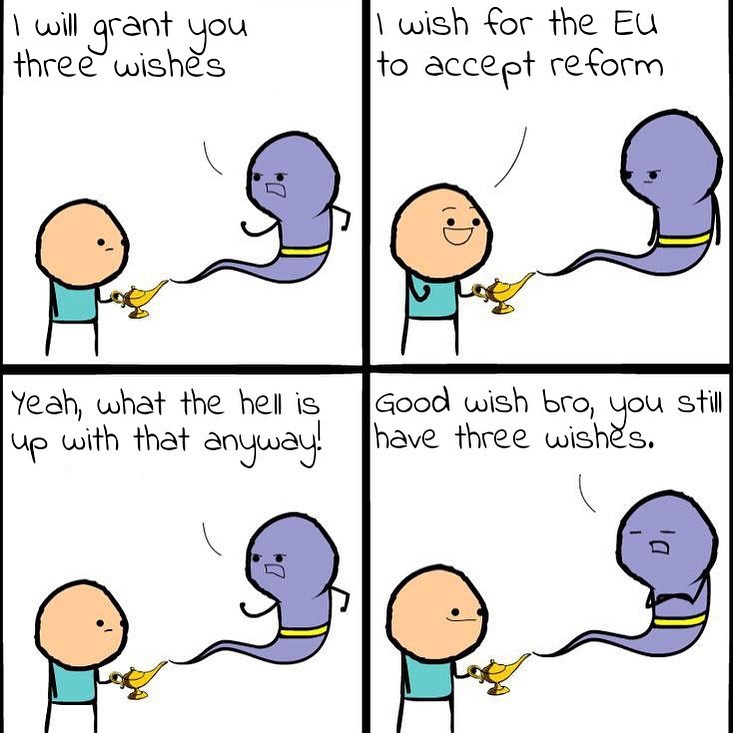 I will grant you
three wishes
I wish for the EU
to accept reform
Yeah, what the hell is
up with that anyway!
Good wish bro, you still
have three wishes.